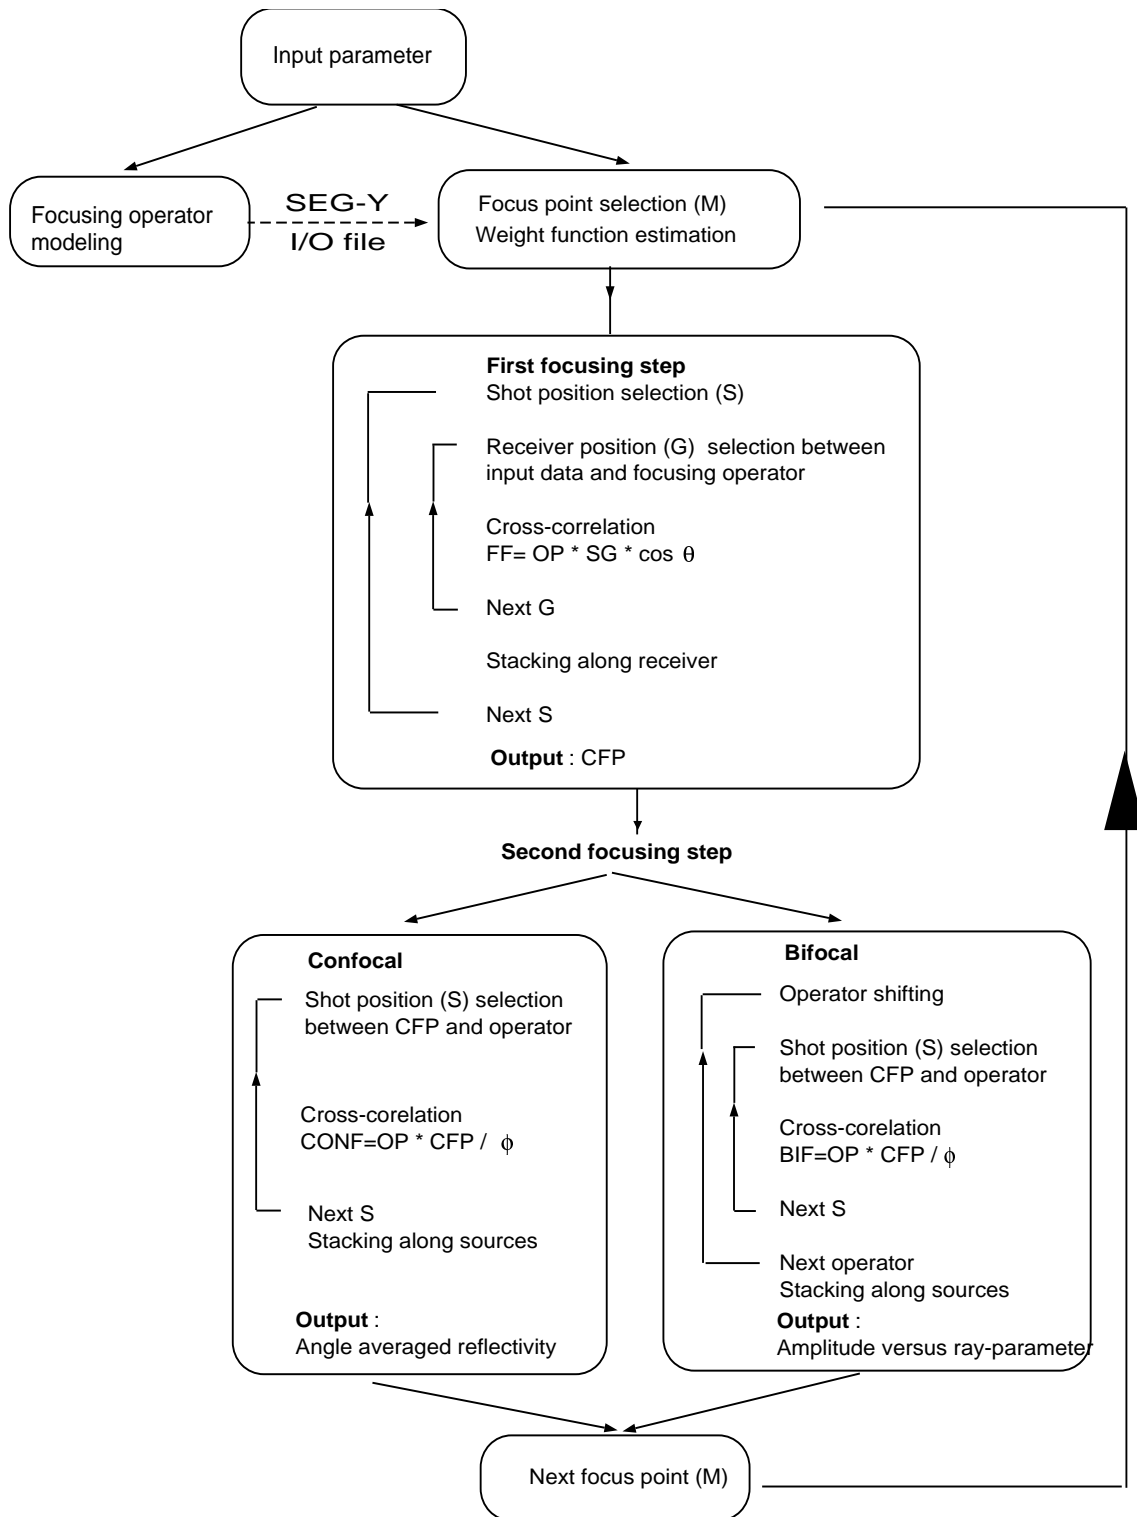 Input parameter
Focusing operator
modeling
SEG-Y
I/O file
Focus point selection (M)
Weight function estimation
First focusing step
Shot position selection (S)
Receiver position (G) selection between
input data and focusing operator
Cross-correlation
FF= OP * SG * cos θ
Next G
Stacking along receiver
Next S
Output : CFP
Second focusing step
Confocal
Shot position (S) selection
between CFP and operator
Cross-corelation
CONF=OP * CFP / ϕ
Next S
Stacking along sources
Output :
Angle averaged reflectivity
Bifocal
Operator shifting
Shot position (S) selection
between CFP and operator
Cross-corelation
BIF=OP * CFP / ϕ
Next S
Next operator
Stacking along sources
Output :
Amplitude versus ray-parameter
Next focus point (M)